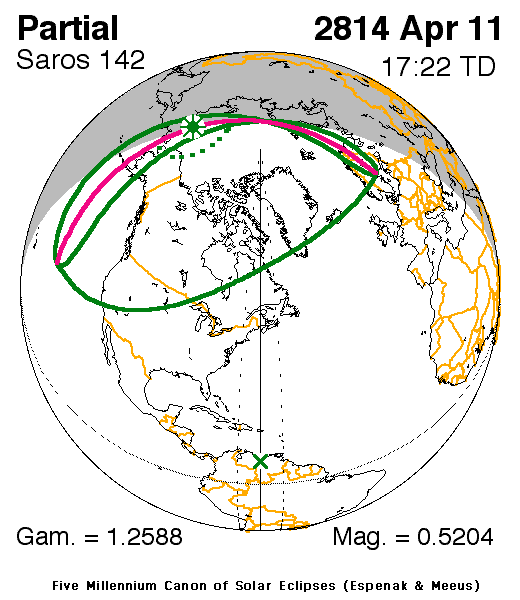 Partial
2814 Apr 11
Saros 142
17:22 TD
Gam. = 1.2588
Mag. = 0.5204
Five Millennium Canon of Solar Eclipses (Espenak & Meeus)